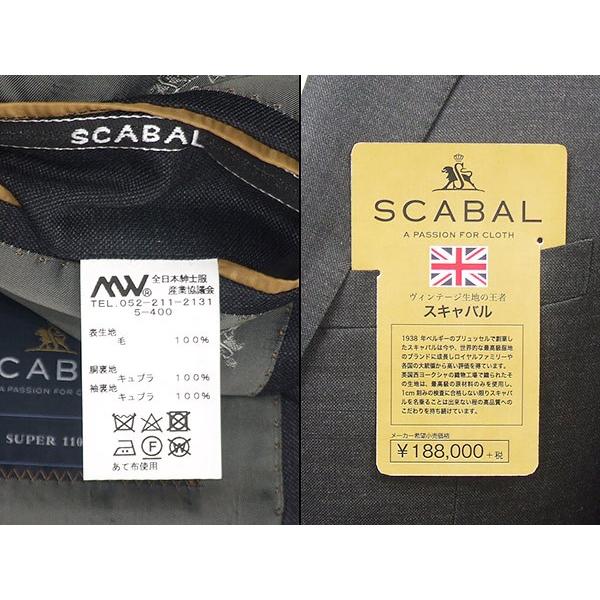 SCABAL
MW® 全日本紳士服
産業協議会
TEL.052-211-2131
5-400
表生地
毛 100%
胴裏地
キュプラ 100%
袖裏地
キュプラ 100%
あて布使用
CABAL
A PASSION FOR CLOTH
SUPER 110
SCABAL
A PASSION FOR CLOTH
ヴィンテージ生地の王者
スキャバル
1938 年ベルギーのブリュッセルで創業し
たスキャバルは今や、世界的な最高級服地
のブランドに成長しロイヤルファミリーや
各国の大統領から高い評価を得ています。
英国西ヨークシャの織物工場で織られたそ
の生地は、最高級の原材料のみを使用し、
1cm 刻みの検査に合格しない限りスキャバ
ルを名乗ることは出来ない程の高品質への
こだわりを持ち続けています。
メーカー希望小売価格
¥188,000+税